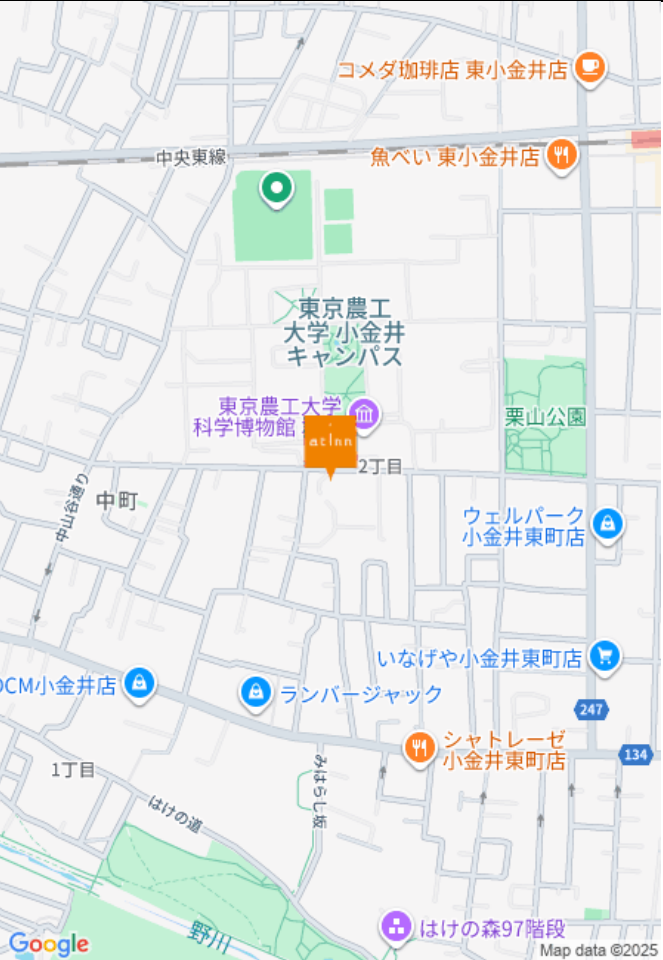 コメダ珈琲店 東小金井店
中央東線
魚べい 東小金井店
東京農工
大学 小金井
キャンパス
東京農工大学
科学博物館
栗山公園
atInn
2丁目
中町
中山谷通り
ウェルパーク
小金井東町店
いなげや小金井東町店
DCM小金井店
ランバージャック
247
シャトレーゼ
小金井東町店
134
1丁目
みはらし坂
はけの道
はけの森97階段
野川
Google
Map data ©2025